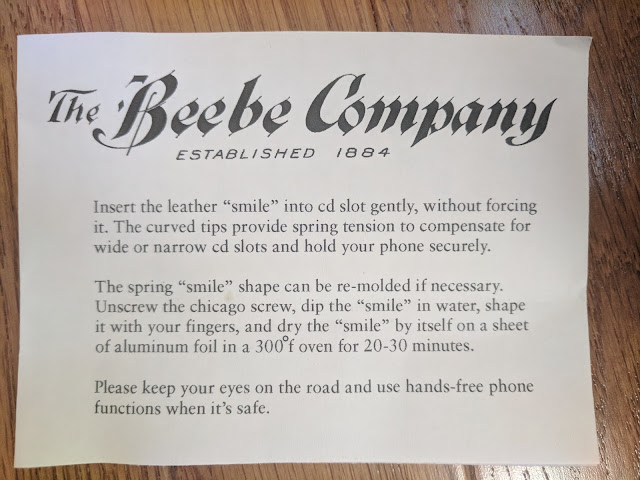 The Beebe Company
ESTABLISHED 1884
Insert the leather “smile” into cd slot gently, without forcing
it. The curved tips provide spring tension to compensate for
wide or narrow cd slots and hold your phone securely.
The spring “smile” shape can be re-molded if necessary.
Unscrew the chicago screw, dip the “smile” in water, shape
it with your fingers, and dry the “smile” by itself on a sheet
of aluminum foil in a 300°f oven for 20-30 minutes.
Please keep your eyes on the road and use hands-free phone
functions when it’s safe.